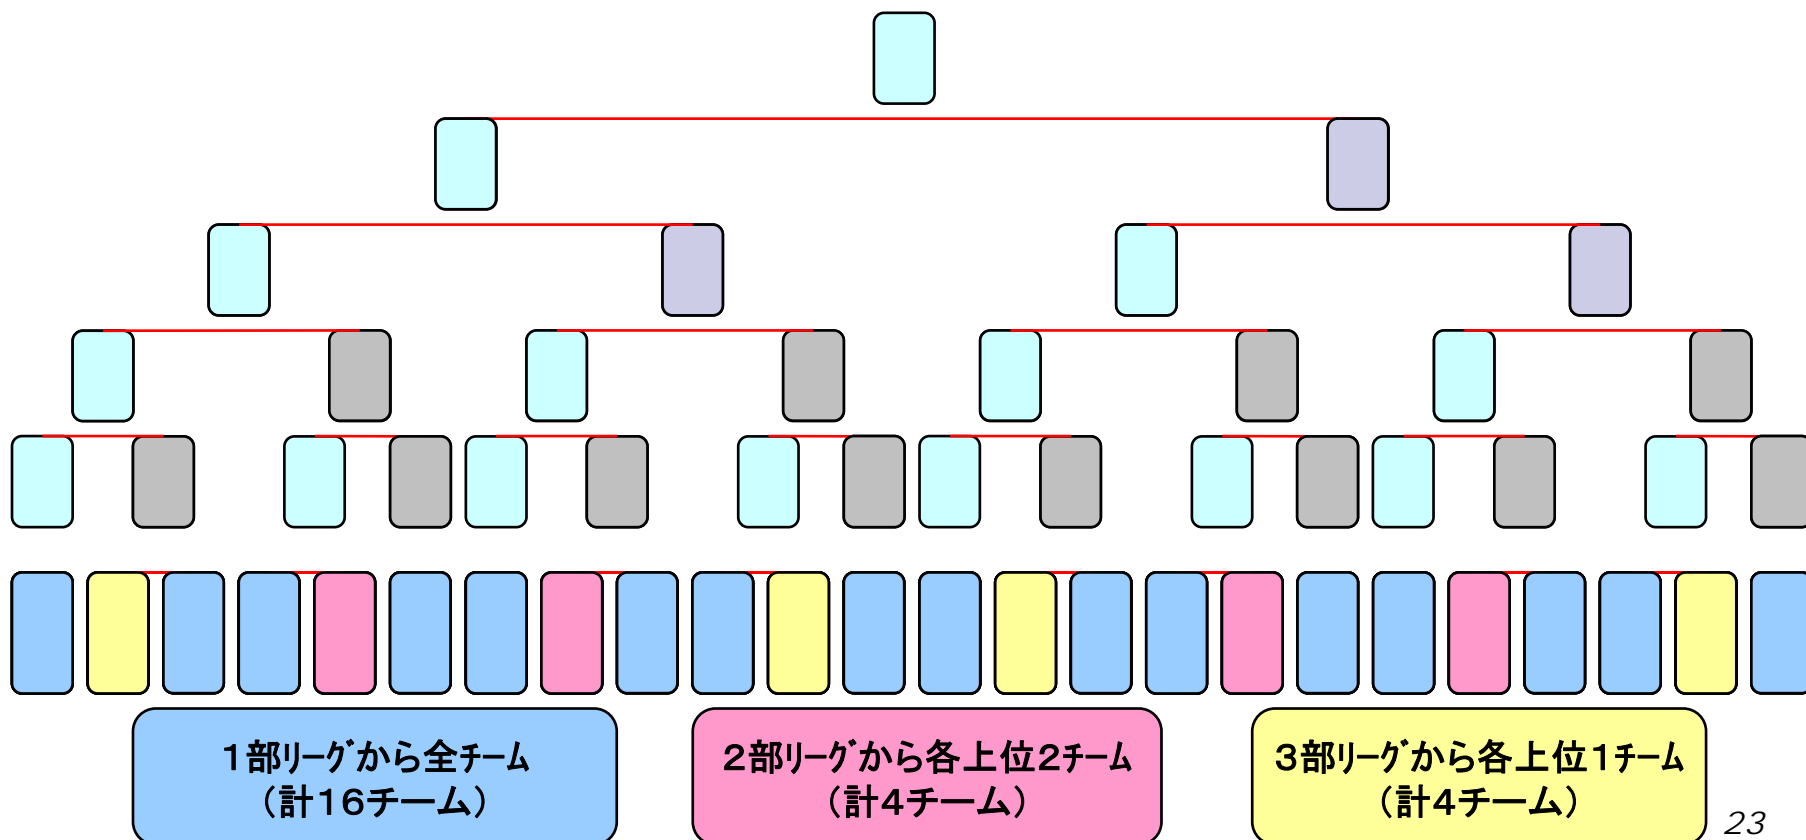 １部ﾘｰｸﾞから全ﾁｰﾑ
（計１６チーム）
２部ﾘｰｸﾞから各上位２ﾁｰﾑ
（計４チーム）
３部ﾘｰｸﾞから各上位１ﾁｰﾑ
（計４チーム）
23